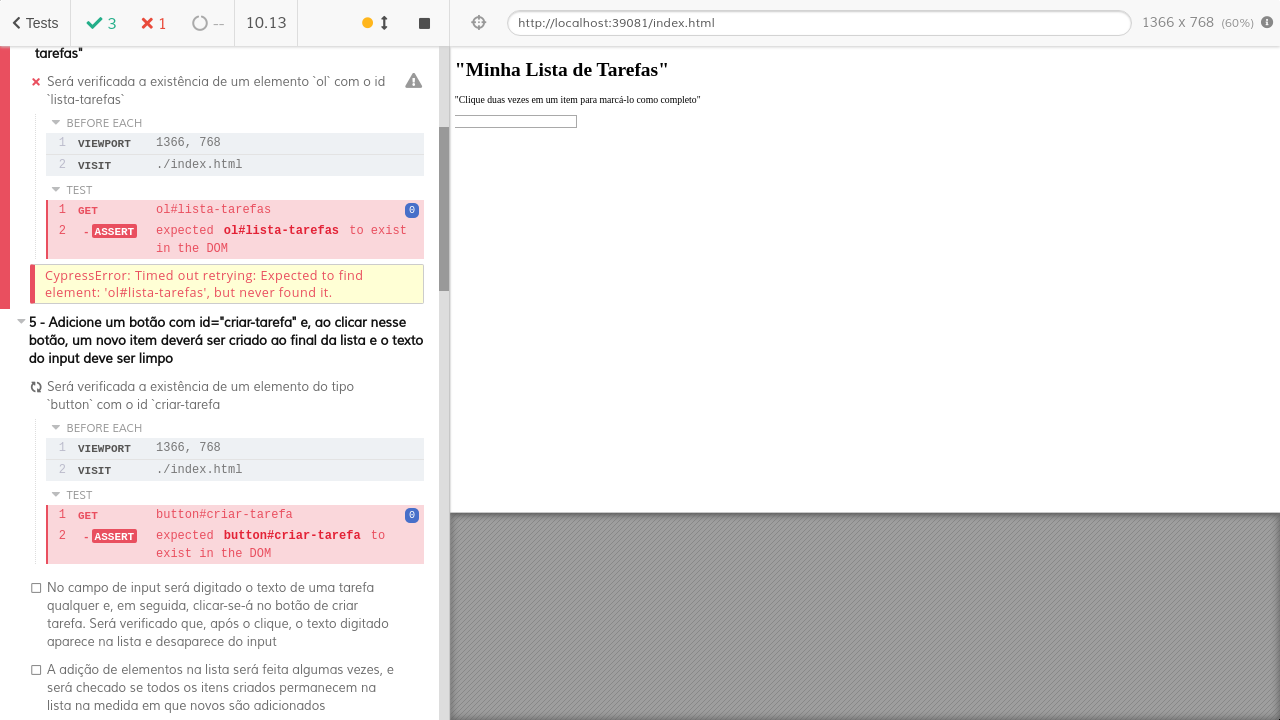 Tests
3
1
--
10.13
http://localhost:39081/index.html
1366 x 768 (60%)
tarefas"
Será verificada a existência de um elemento `ol` com o id
`lista-tarefas`
BEFORE EACH
1 VIEWPORT 1366, 768
2 VISIT ./index.html
TEST
1 GET ol#lista-tarefas 0
2 -ASSERT expected ol#lista-tarefas to exist
in the DOM
CypressError: Timed out retrying: Expected to find
element: 'ol#lista-tarefas', but never found it.
5 - Adicione um botão com id="criar-tarefa" e, ao clicar nesse
botão, um novo item deverá ser criado ao final da lista e o texto
do input deve ser limpo
Será verificada a existência de um elemento do tipo
`button` com o id `criar-tarefa
BEFORE EACH
1 VIEWPORT 1366, 768
2 VISIT ./index.html
TEST
1 GET button#criar-tarefa 0
2 -ASSERT expected button#criar-tarefa to
exist in the DOM
No campo de input será digitado o texto de uma tarefa
qualquer e, em seguida, clicar-se-á no botão de criar
tarefa. Será verificado que, após o clique, o texto digitado
aparece na lista e desaparece do input
A adição de elementos na lista será feita algumas vezes, e
será checado se todos os itens criados permanecem na
lista na medida em que novos são adicionados
"Minha Lista de Tarefas"
"Clique duas vezes em um item para marcá-lo como completo"